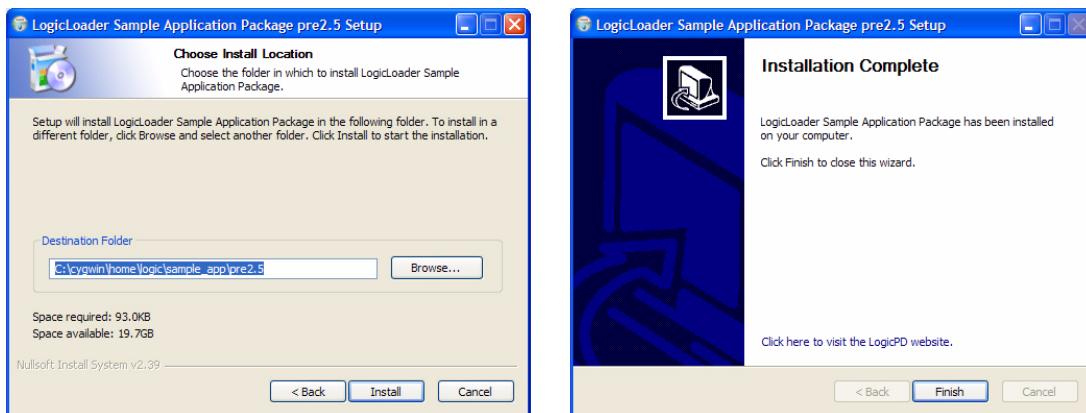 LogicLoader Sample Application Package pre2.5 Setup
Choose Install Location
Choose the folder in which to install LogicLoader Sample
Application Package.
Setup will install LogicLoader Sample Application Package in the following folder. To install in a
different folder, click Browse and select another folder. Click Install to start the installation.
Destination Folder
C:\cygwin\home\logic\sample_app\pre2.5
Browse...
Space required: 93.0KB
Space available: 19.7GB
Nullsoft Install System v2.39
< Back
Install
Cancel
LogicLoader Sample Application Package pre2.5 Setup
Installation Complete
LogicLoader Sample Application Package has been installed
on your computer.
Click Finish to close this wizard.
Click here to visit the LogicPD website.
< Back
Finish
Cancel